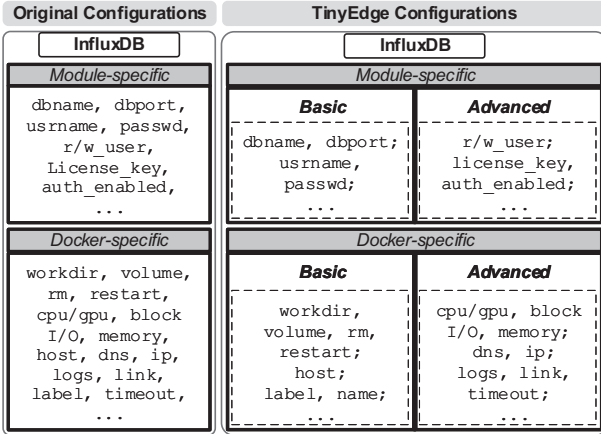 Original Configurations
InfluxDB
Module-specific
dbname, dbport,
usrname, passwd,
r/w_user,
License_key,
auth_enabled,
...
Docker-specific
workdir, volume,
rm, restart,
cpu/gpu, block
I/O, memory,
host, dns, ip,
logs, link,
label, timeout,
...
TinyEdge Configurations
InfluxDB
Module-specific
Basic
dbname, dbport;
usrname,
passwd;
...
Advanced
r/w_user;
license_key,
auth_enabled;
...
Docker-specific
Basic
workdir,
volume, rm,
restart;
host;
label, name;
...
Advanced
cpu/gpu, block
I/O, memory;
dns, ip;
logs, link,
timeout;
...